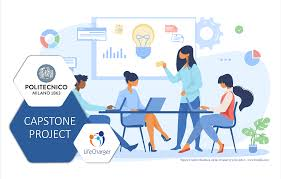 POLITECNICO
MILANO 1863
CAPSTONE
PROJECT
LifeCharger